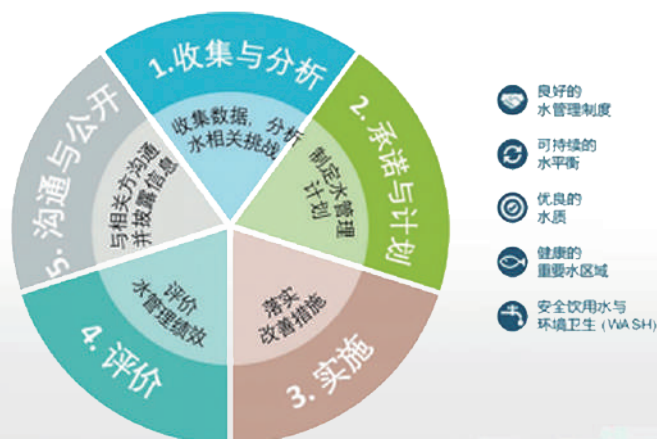 1.收集与分析
收集数据，分析
水相关挑战
2.承诺与计划
制定水管理
计划
3.实施
落实
改善措施
4.评价
评价
水管理绩效
5.沟通与公开
与相关方沟通
并披露信息
良好的
水管理制度
可持续的
水平衡
优良的
水质
健康的
重要水区域
安全饮用水与
环境卫生 (WASH)